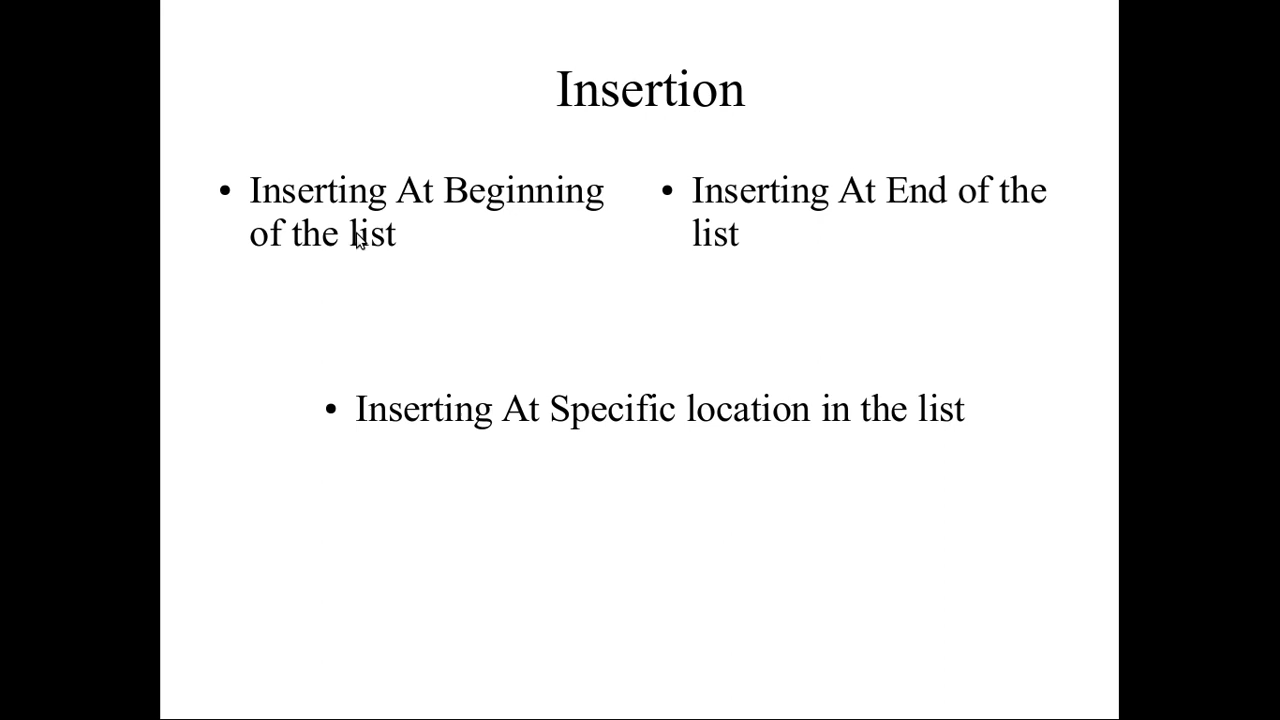 Insertion
• Inserting At Beginning
of the list
• Inserting At End of the
list
• Inserting At Specific location in the list